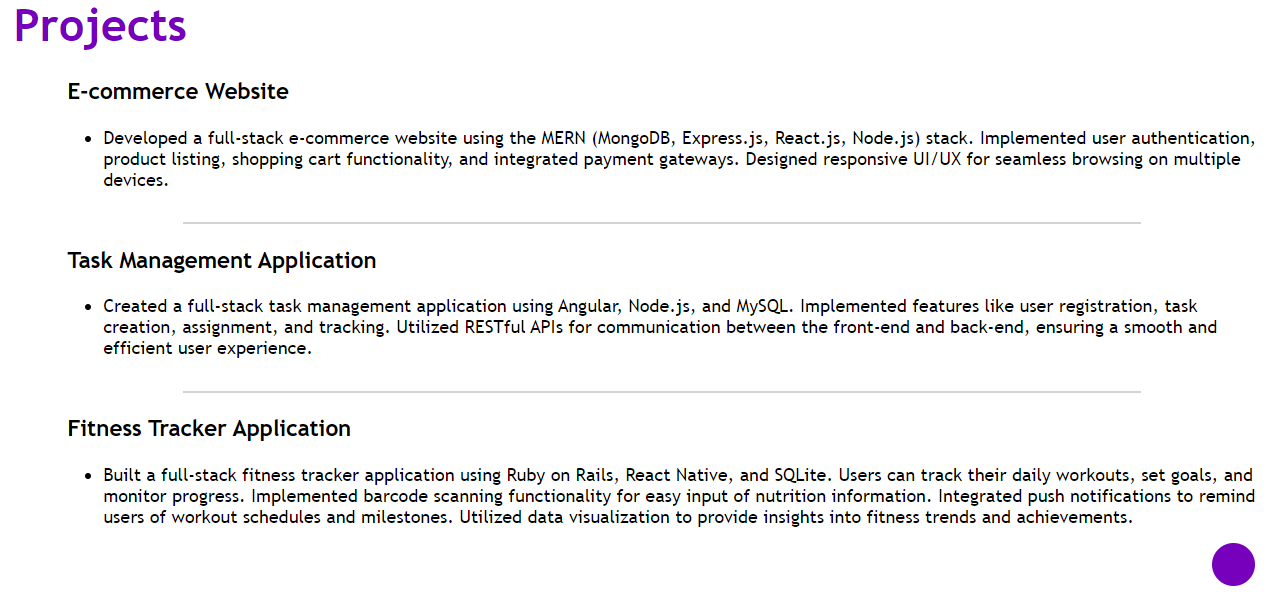 Projects
E-commerce Website
• Developed a full-stack e-commerce website using the MERN (MongoDB, Express.js, React.js, Node.js) stack. Implemented user authentication,
product listing, shopping cart functionality, and integrated payment gateways. Designed responsive UI/UX for seamless browsing on multiple
devices.
Task Management Application
• Created a full-stack task management application using Angular, Node.js, and MySQL. Implemented features like user registration, task
creation, assignment, and tracking. Utilized RESTful APIs for communication between the front-end and back-end, ensuring a smooth and
efficient user experience.
Fitness Tracker Application
• Built a full-stack fitness tracker application using Ruby on Rails, React Native, and SQLite. Users can track their daily workouts, set goals, and
monitor progress. Implemented barcode scanning functionality for easy input of nutrition information. Integrated push notifications to remind
users of workout schedules and milestones. Utilized data visualization to provide insights into fitness trends and achievements.